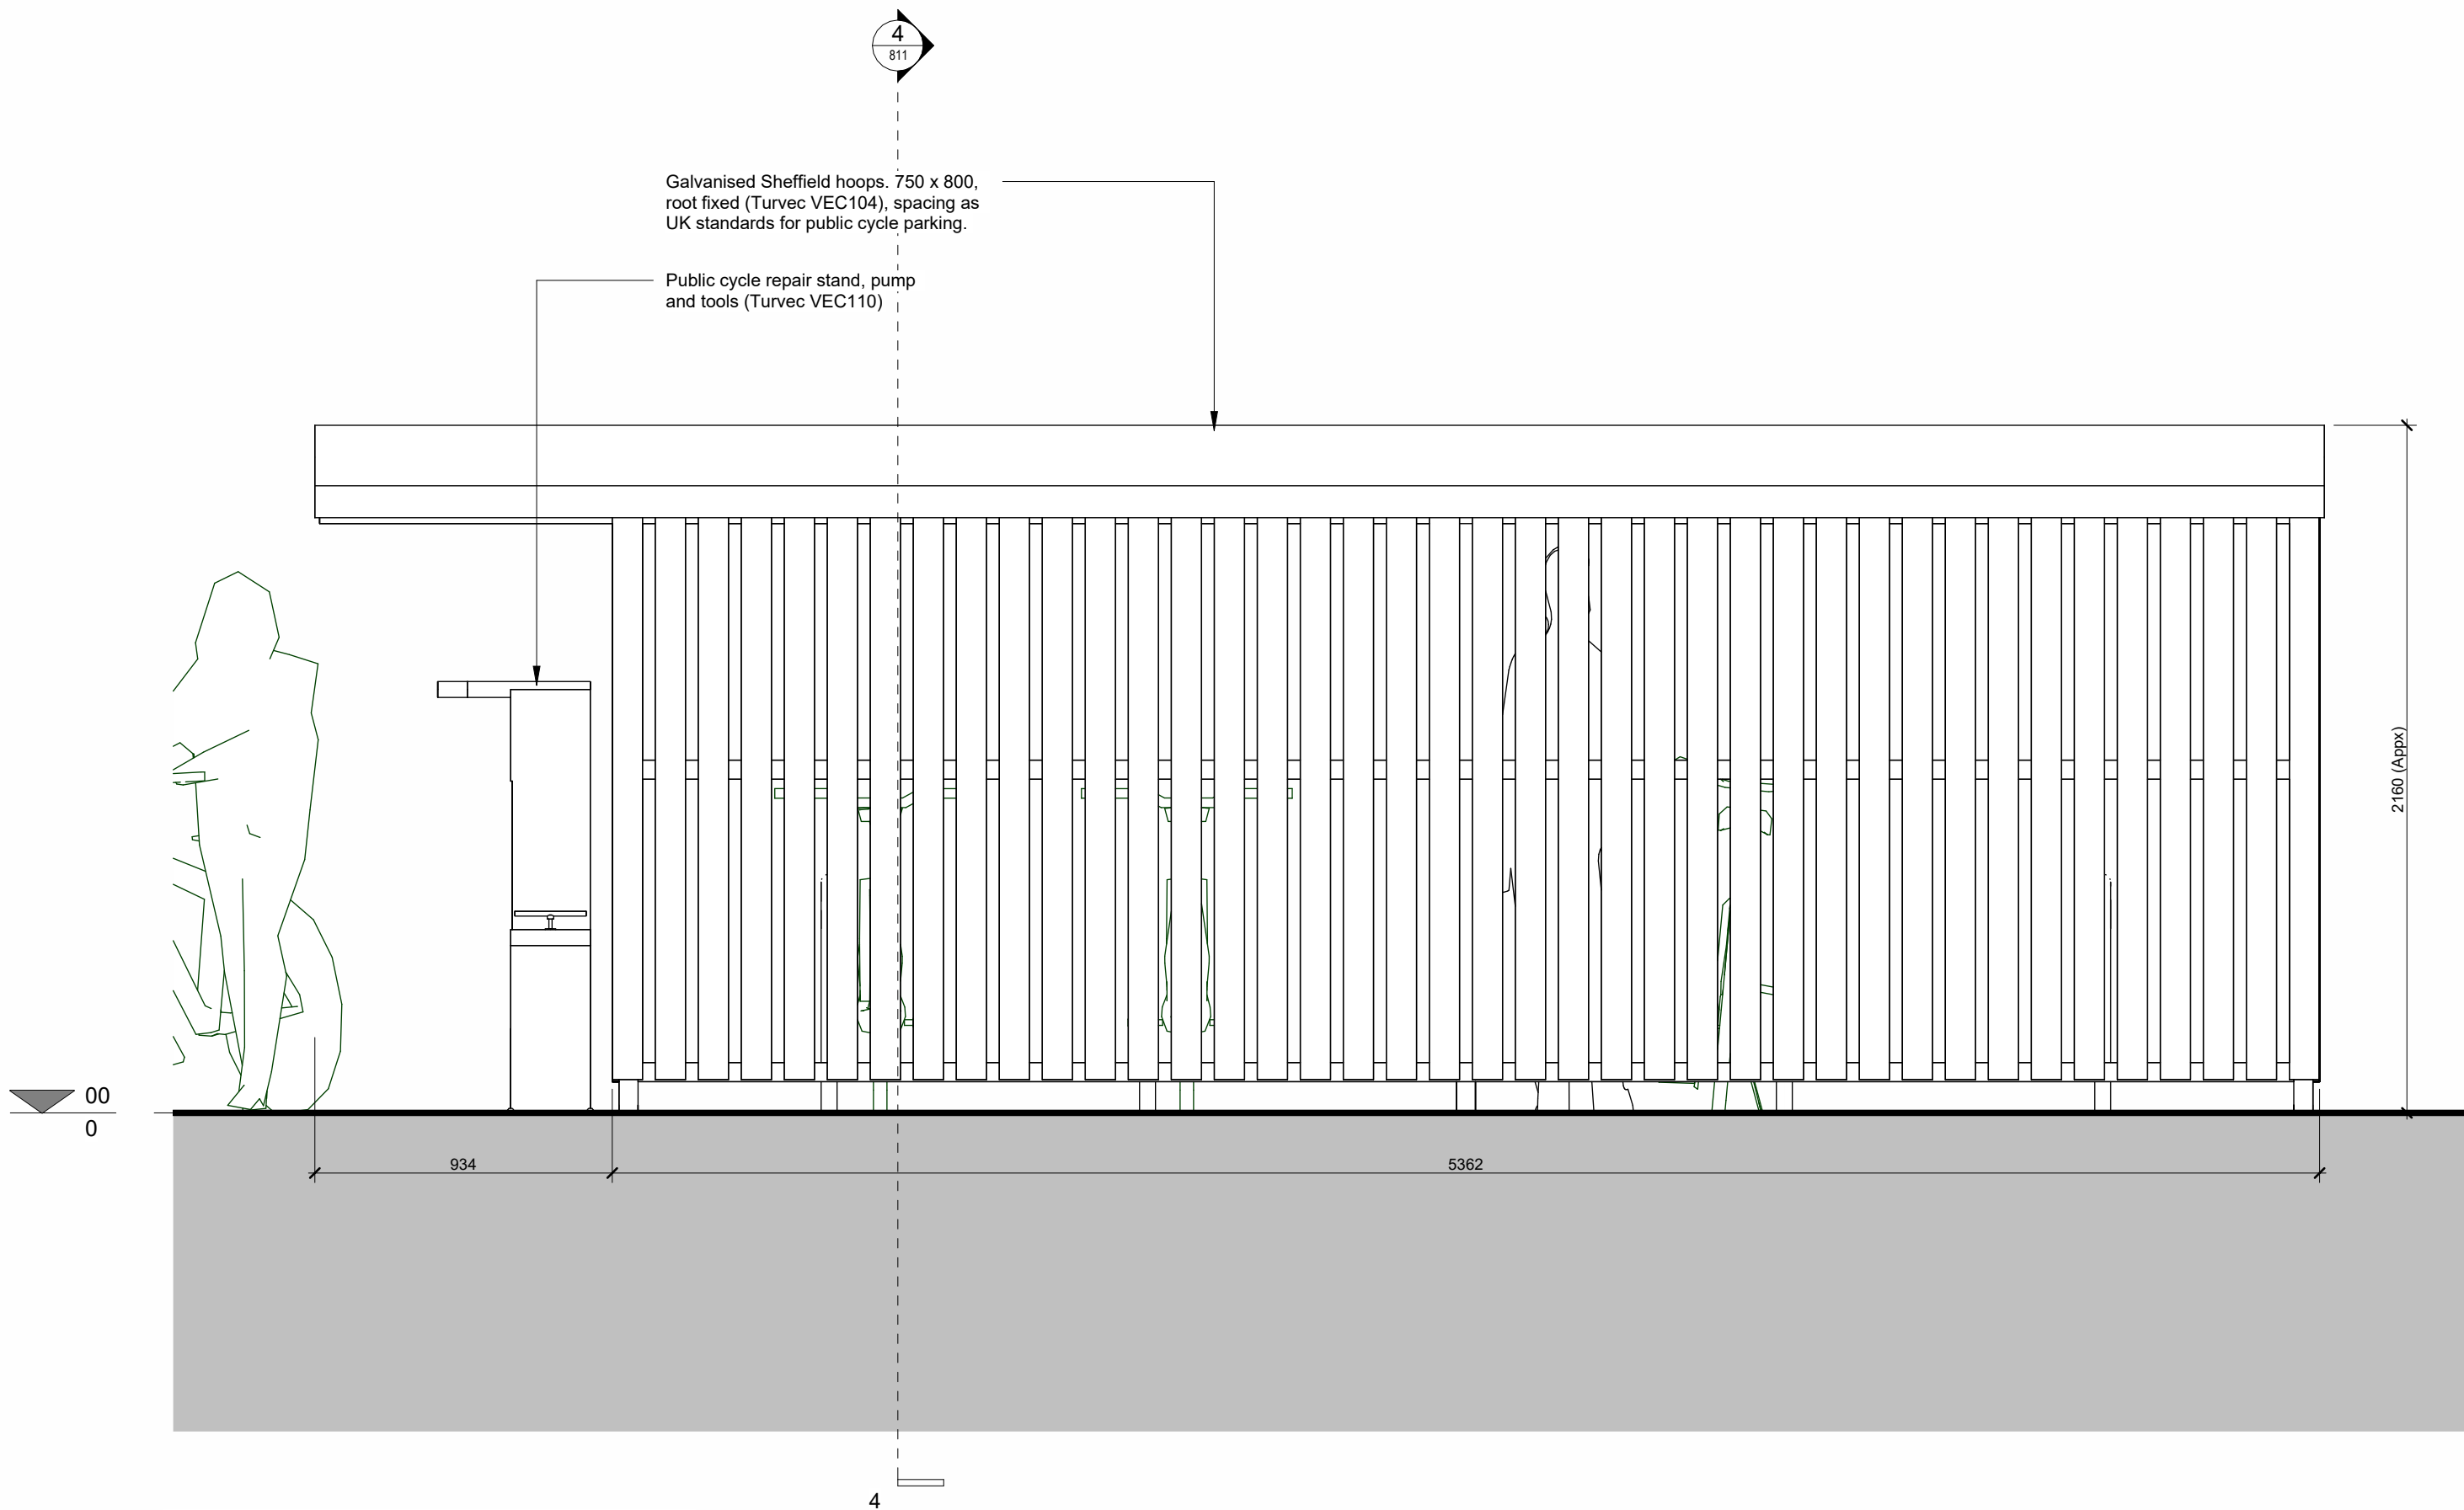 4
811
Galvanised Sheffield hoops. 750 x 800,
root fixed (Turvec VEC104), spacing as
UK standards for public cycle parking.
Public cycle repair stand, pump
and tools (Turvec VEC110)
2160 (Appx)
00
0
934
5362
4